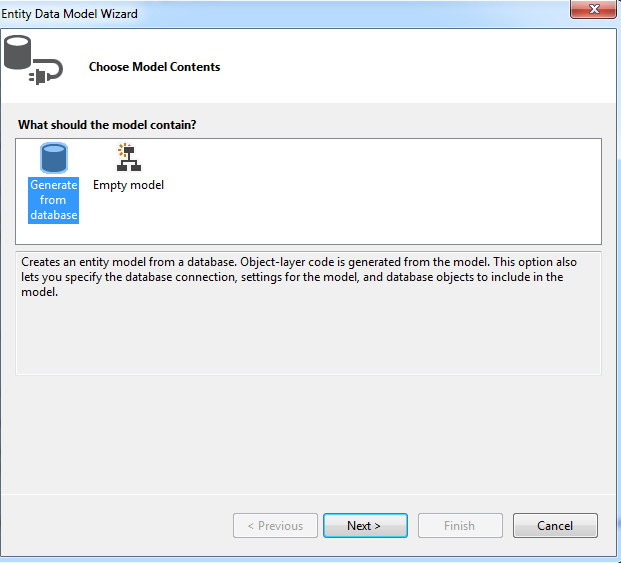 Entity Data Model Wizard
Choose Model Contents
What should the model contain?
Generate
from
database
Empty model
Creates an entity model from a database. Object-layer code is generated from the model. This option also
lets you specify the database connection, settings for the model, and database objects to include in the
model.
< Previous
Next >
Finish
Cancel